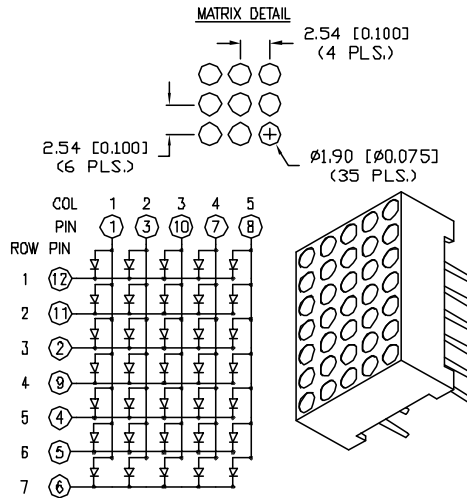 MATRIX DETAIL
2.54 [0.100]
(4 PLS.)
2.54 [0.100]
(6 PLS.)
Ø1.90 [Ø0.075]
(35 PLS.)
COL 1 2 3 4 5
PIN 1 3 10 7 8
ROW PIN
1 12
2 11
3 2
4 9
5 4
6 5
7 6